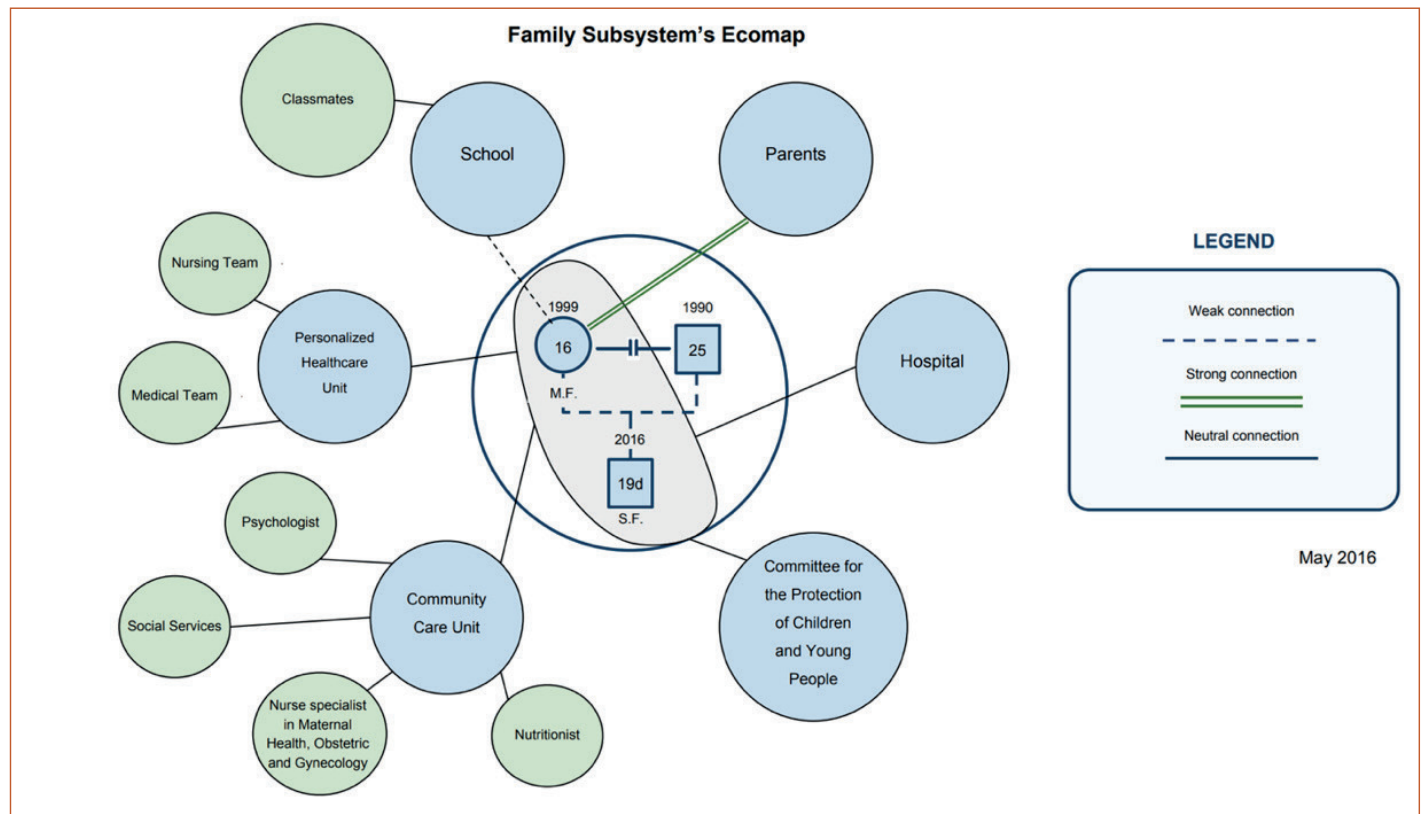 Family Subsystem's Ecomap
Classmates
School
Parents
Nursing Team
Personalized
Healthcare
Unit
Medical Team
1999
16
M.F.
1990
25
2016
19d
S.F.
Hospital
Psychologist
Social Services
Community
Care Unit
Nurse specialist
in Maternal
Health, Obstetric
and Gynecology
Nutritionist
Committee for
the Protection
of Children
and Young
People
LEGEND
Weak connection
Strong connection
Neutral connection
May 2016